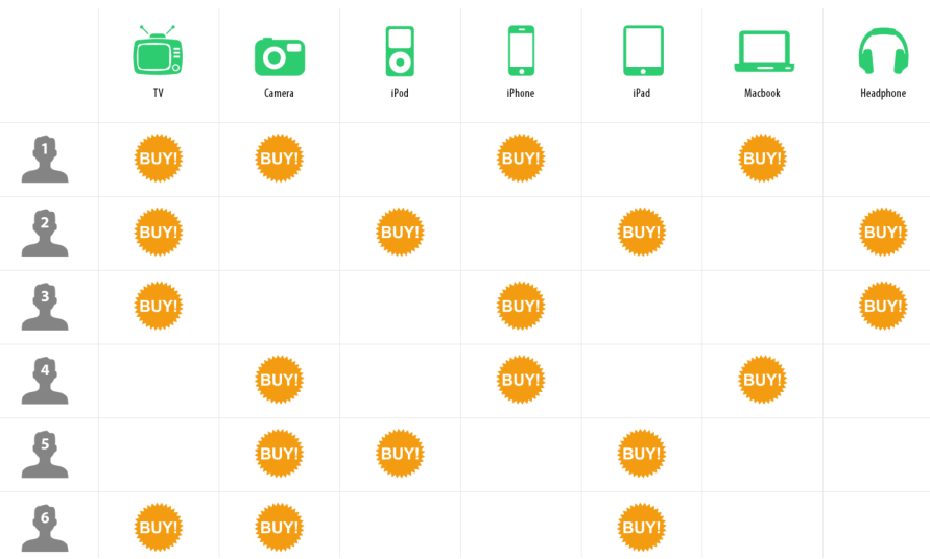 TV Camera iPod iPhone iPad Macbook Headphone
1 BUY! BUY! BUY! BUY!
2 BUY! BUY! BUY! BUY!
3 BUY! BUY! BUY!
4 BUY! BUY! BUY!
5 BUY! BUY! BUY!
6 BUY! BUY! BUY!